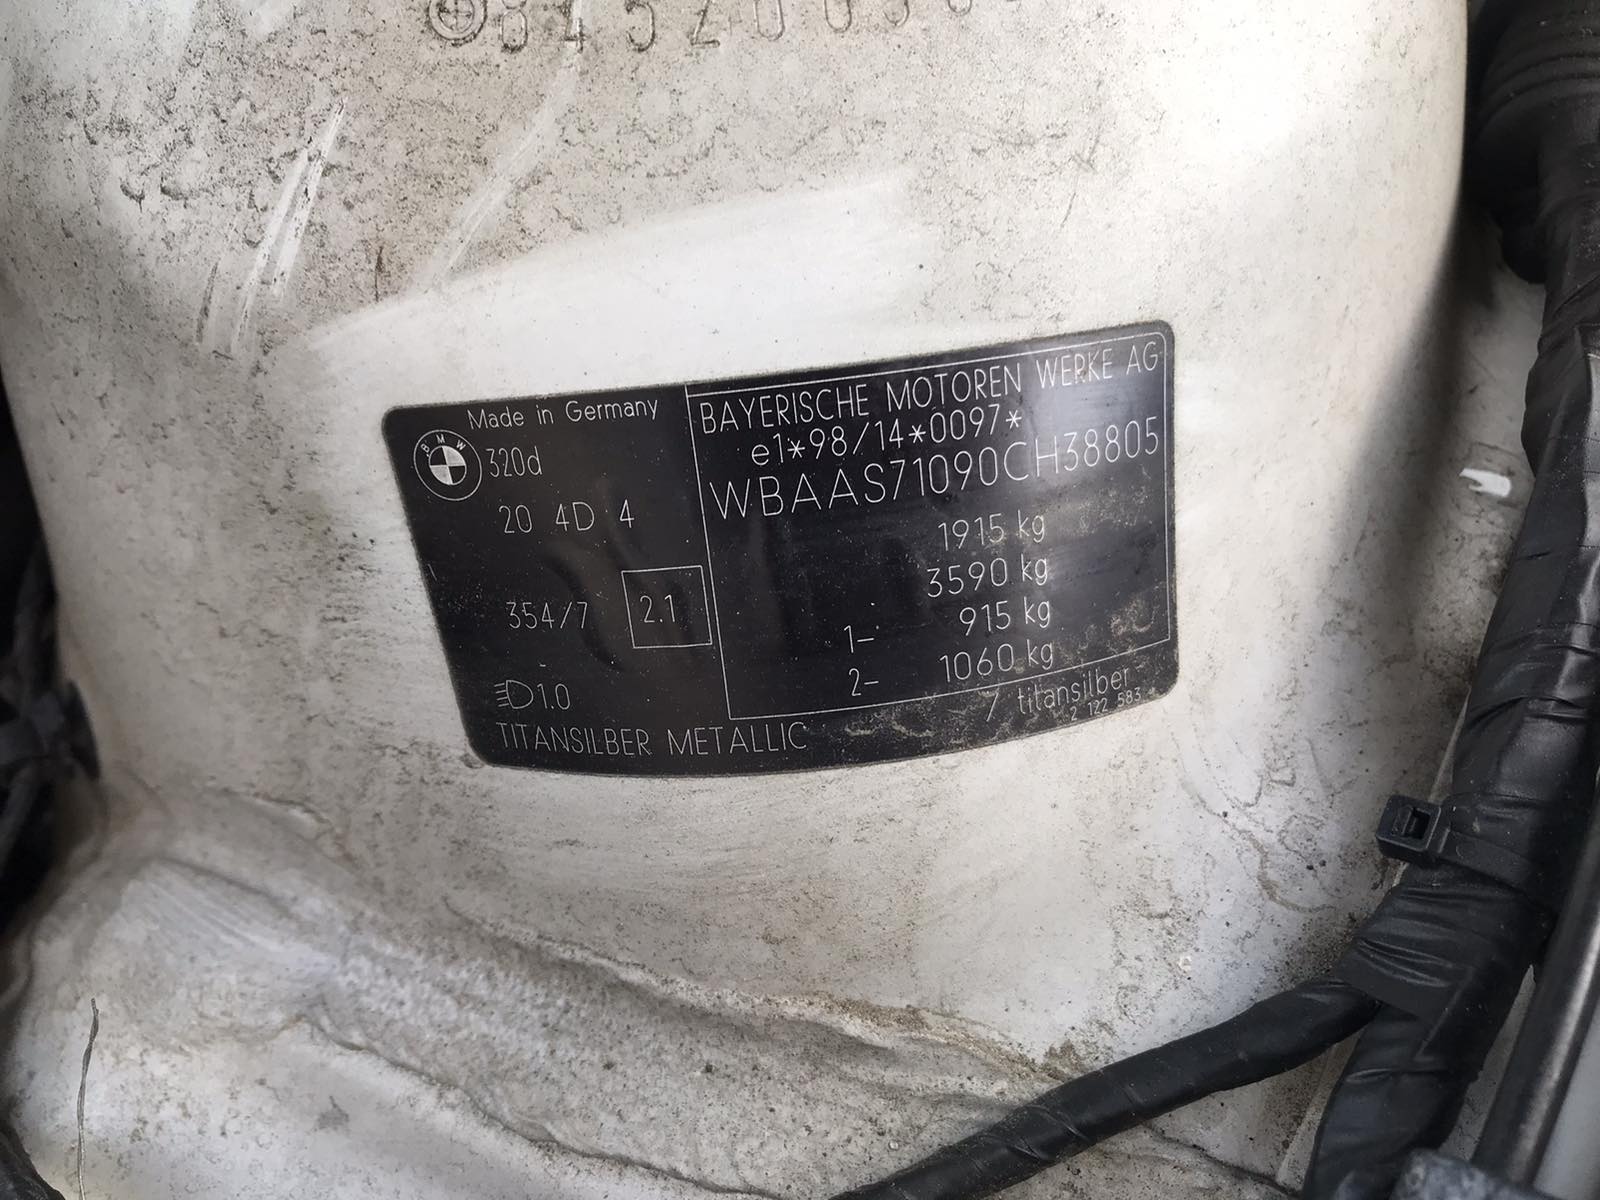 Made in Germany
BMW
320d
20 4D 4
354/7
2.1
1.0
TITANSILBER METALLIC
BAYERISCHE MOTOREN WERKE AG
e1*98/14*0097*
WBAAS71090CH38805
1915 kg
3590 kg
1- 915 kg
2- 1060 kg
/ titansilber
2 122 583